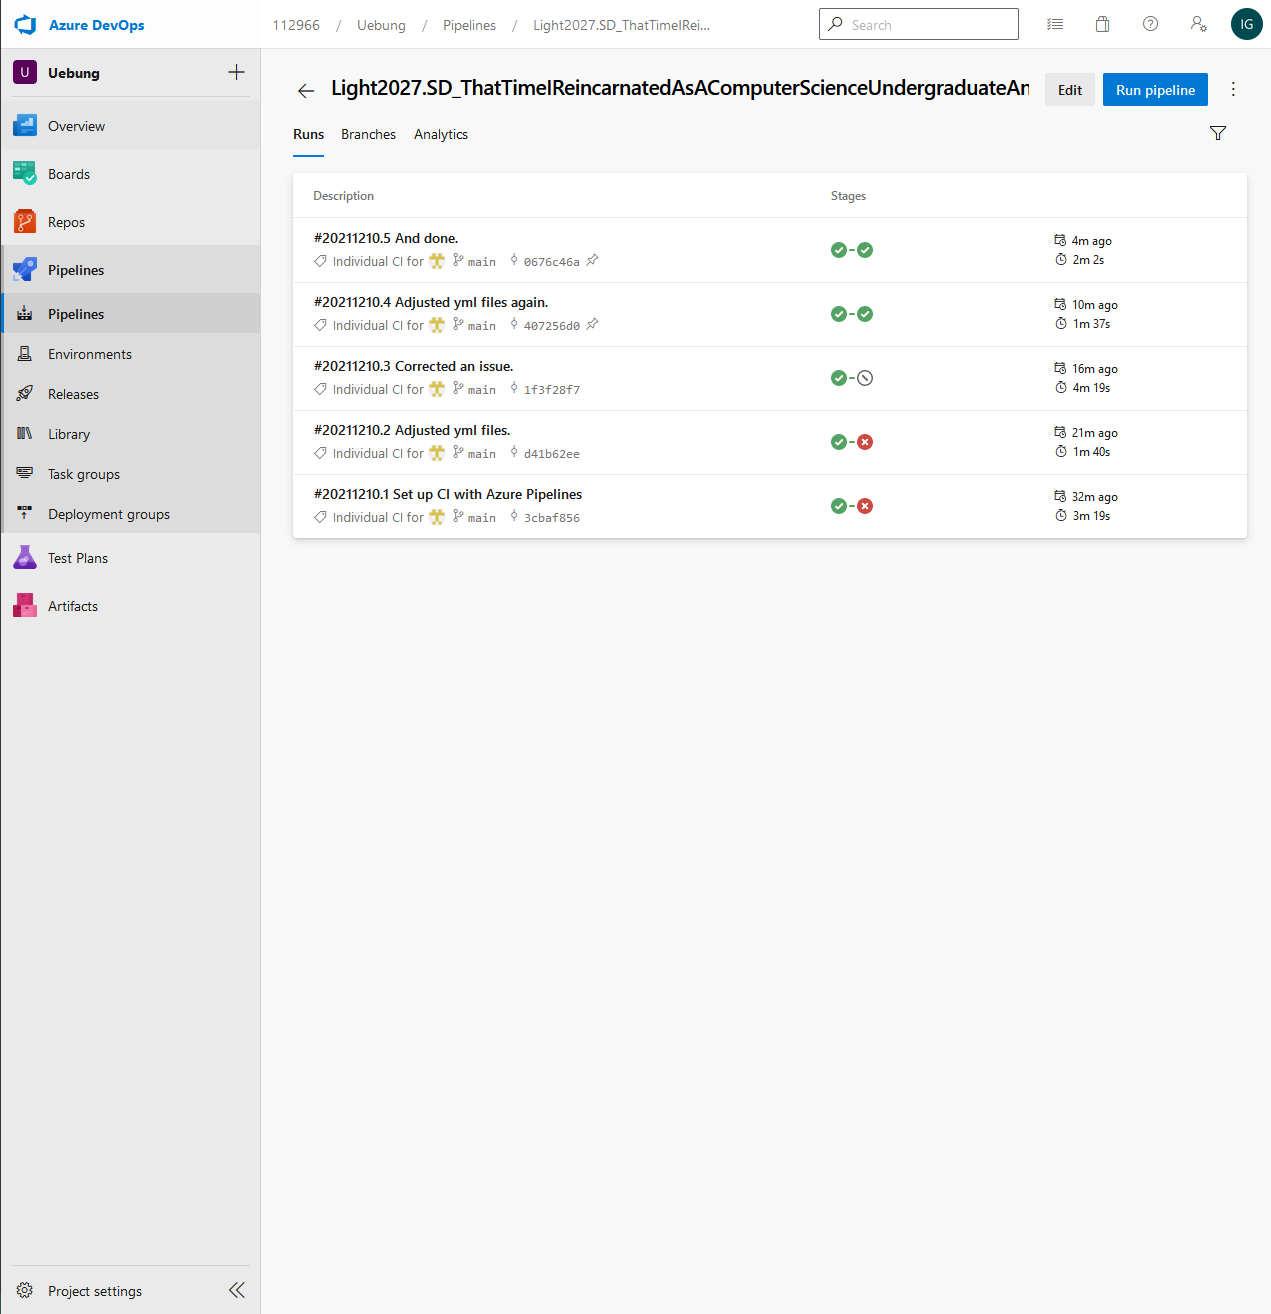 Azure DevOps
112966 / Uebung / Pipelines / Light2027.SD_ThatTimeIRei...
Search
IG
U Uebung
Overview
Boards
Repos
Pipelines
Pipelines
Environments
Releases
Library
Task groups
Deployment groups
Test Plans
Artifacts
Project settings
Light2027.SD_ThatTimeIReincarnatedAsAComputerScienceUndergraduateAn
Edit
Run pipeline
Runs Branches Analytics
Description Stages
#20211210.5 And done.
Individual CI for main 0676c46a
4m ago
2m 2s
#20211210.4 Adjusted yml files again.
Individual CI for main 407256d0
10m ago
1m 37s
#20211210.3 Corrected an issue.
Individual CI for main 1f3f28f7
16m ago
4m 19s
#20211210.2 Adjusted yml files.
Individual CI for main d41b62ee
21m ago
1m 40s
#20211210.1 Set up CI with Azure Pipelines
Individual CI for main 3cbaf856
32m ago
3m 19s